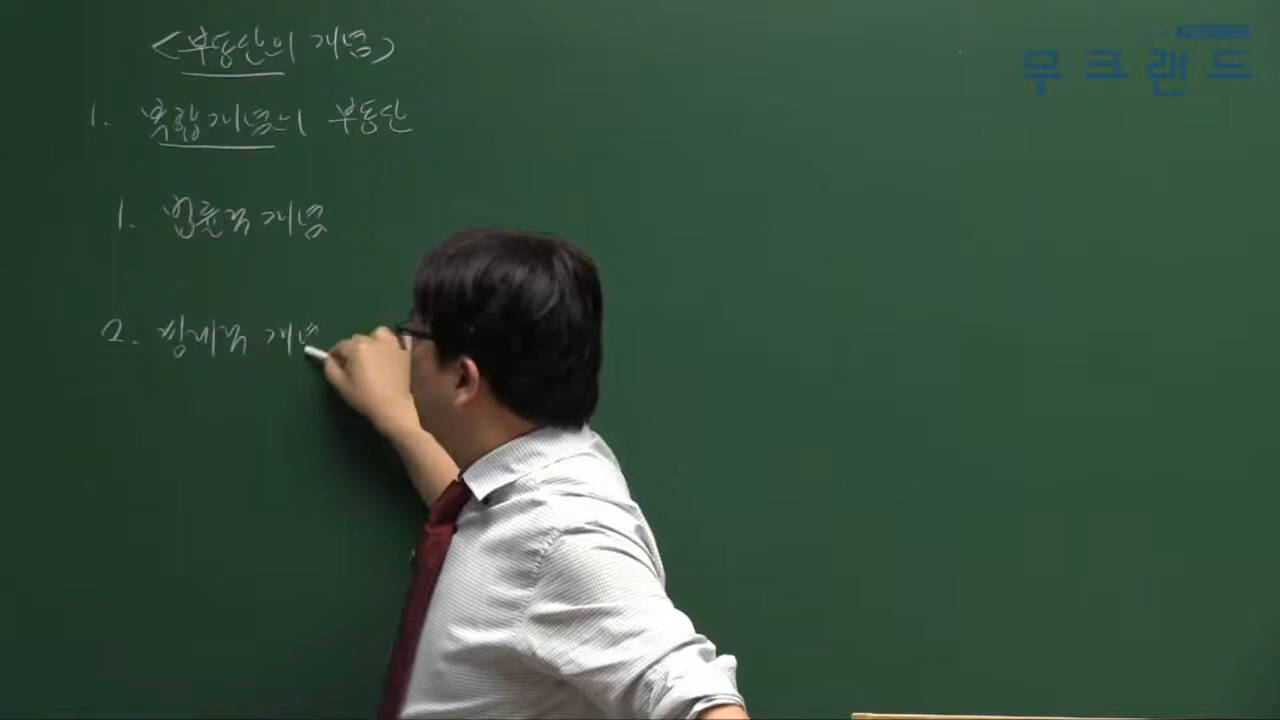 <부동산의 개념>
무크랜드
1. 복합개념의 부동산
1. 법률적 개념
2. 경제적 개념